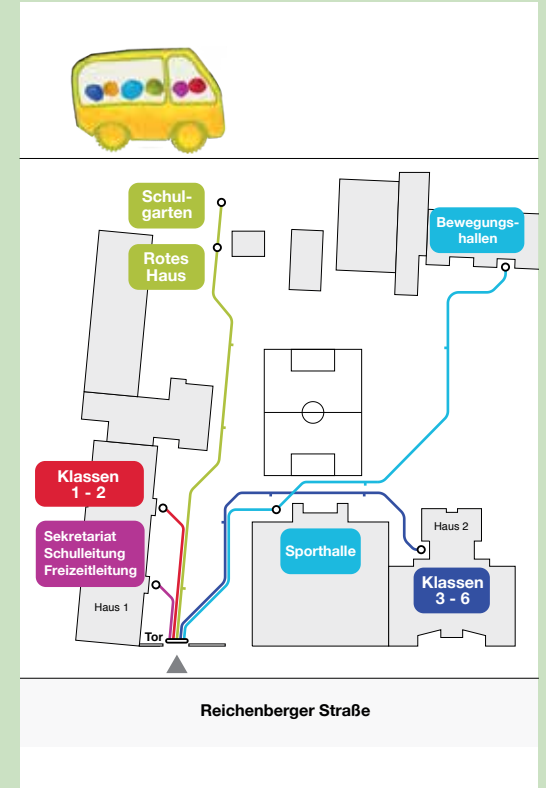 Schul-
garten
Rotes
Haus
Bewegungs-
hallen
Klassen
1 - 2
Sekretariat
Schulleitung
Freizeitleitung
Haus 1
Tor
Sporthalle
Haus 2
Klassen
3 - 6
Reichenberger Straße